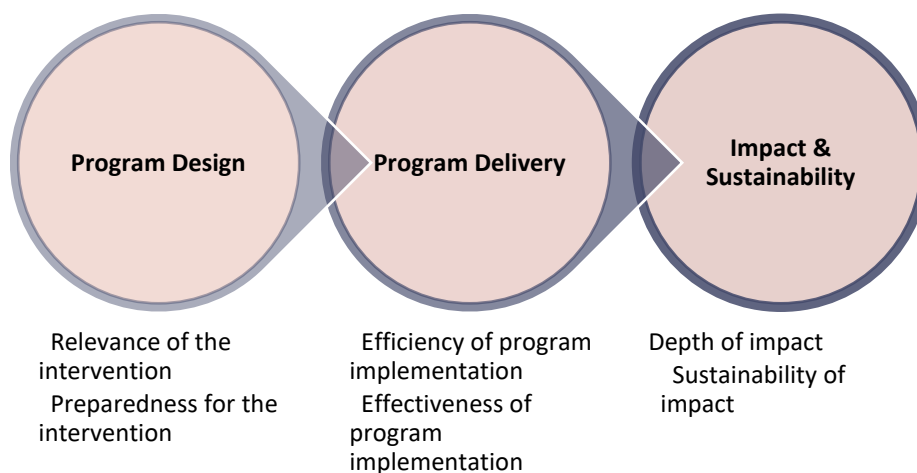 Program Design
Relevance of the
intervention
Preparedness for the
intervention
Program Delivery
Efficiency of program
implementation
Effectiveness of
program
implementation
Impact &
Sustainability
Depth of impact
Sustainability of
impact